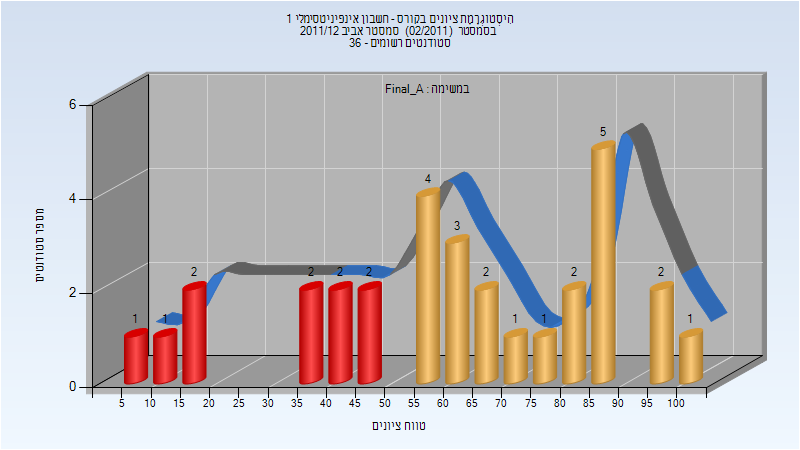 היסטוגרמת ציונים בקורס - חשבון אינפיניטסימלי 1
בסמסטר (02/2011) סמסטר אביב 2011/12
סטודנטים רשומים - 36
במשימה : Final_A
6
4
2
0
מספר סטודנטים
1 1 2 2 2 2 4 3 2 1 1 2 5 2 1
5 10 15 20 25 30 35 40 45 50 55 60 65 70 75 80 85 90 95 100
טווח ציונים